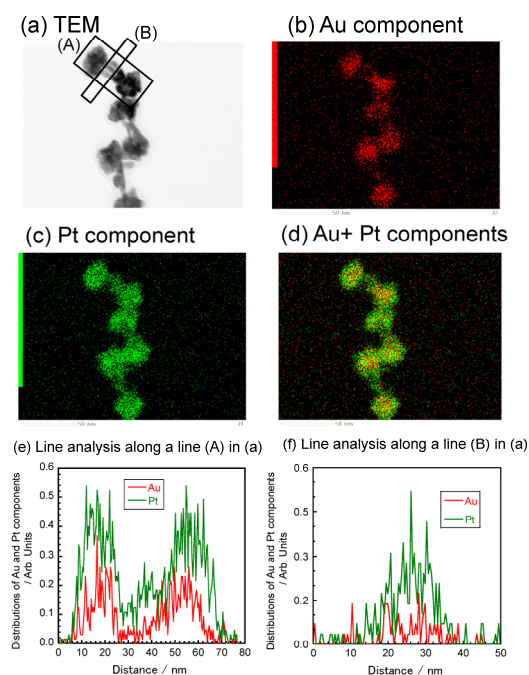 (a) TEM
(A)
(B)
(b) Au component
50 nm
(c) Pt component
50 nm
(d) Au+ Pt components
50 nm
(e) Line analysis along a line (A) in (a)
Distributions of Au and Pt components
/ Arb. Units
0.6
0.5
0.4
0.3
0.2
0.1
0.0
Au
Pt
0 10 20 30 40 50 60 70 80
Distance / nm
(f) Line analysis along a line (B) in (a)
Distributions of Au and Pt components
/ Arb. Units
0.6
0.5
0.3
0.2
0.0
Au
Pt
0 10 20 30 40 50
Distance / nm